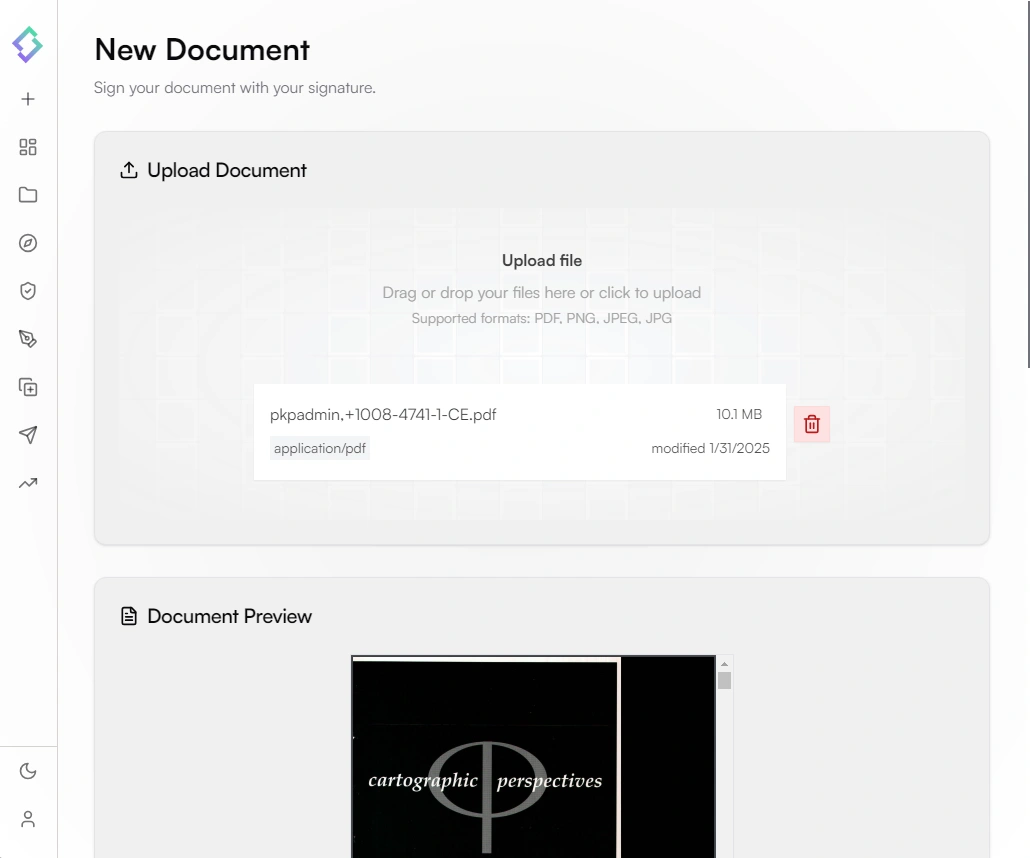 New Document
Sign your document with your signature.
Upload Document
Upload file
Drag or drop your files here or click to upload
Supported formats: PDF, PNG, JPEG, JPG
pkpadmin,+1008-4741-1-CE.pdf
10.1 MB
application/pdf
modified 1/31/2025
Document Preview
cartographic perspectives